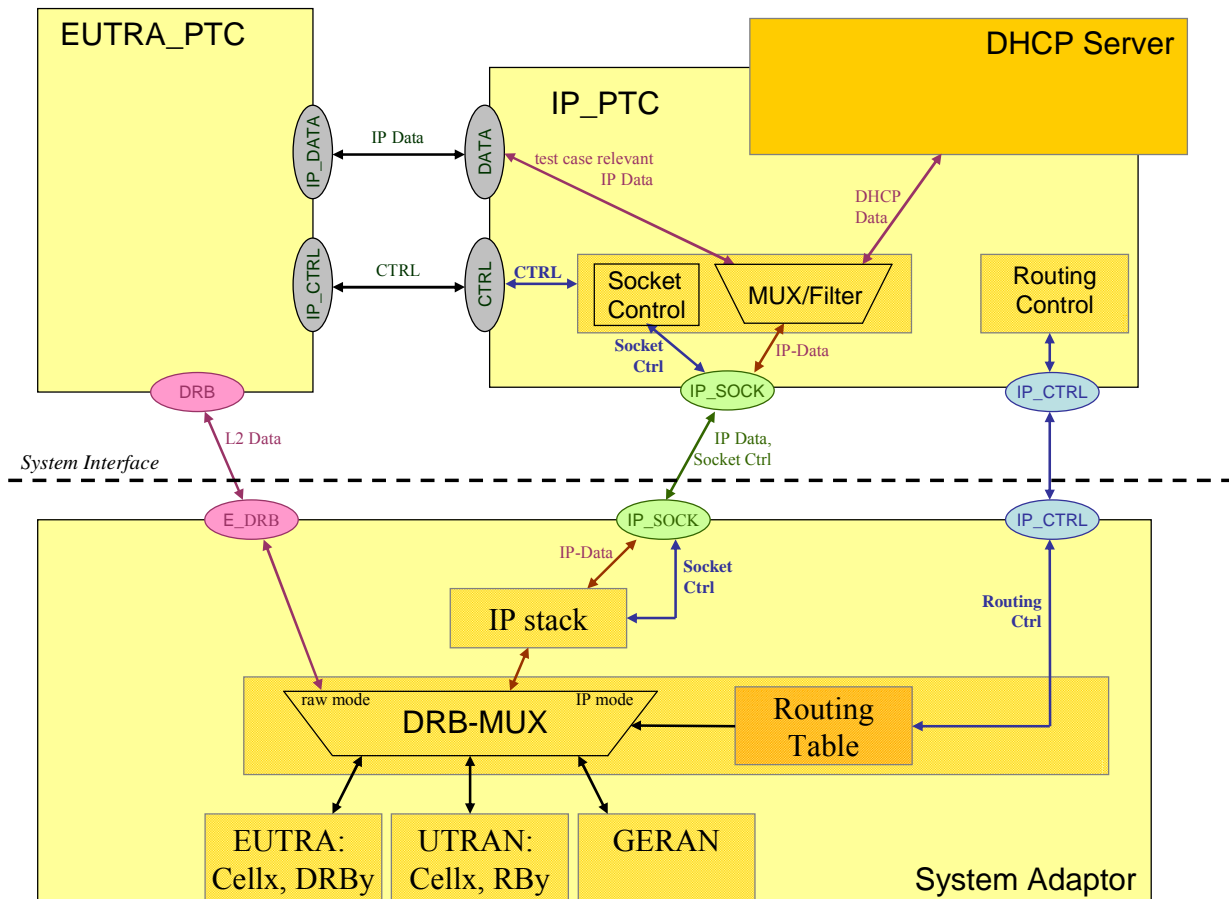 EUTRA_PTC
DHCP Server
IP_PTC
IP_DATA
IP Data
DATA
test case relevant
IP Data
DHCP
Data
IP_CTRL
CTRL
CTRL
CTRL
Socket
Control
MUX/Filter
Routing
Control
Socket
Ctrl
IP-Data
DRB
IP_SOCK
IP_CTRL
L2 Data
IP Data,
Socket Ctrl
System Interface
E_DRB
IP_SOCK
IP_CTRL
IP-Data
Socket
Ctrl
IP stack
Routing
Ctrl
raw mode
IP mode
DRB-MUX
Routing
Table
EUTRA:
Cellx, DRBy
UTRAN:
Cellx, RBy
GERAN
System Adaptor